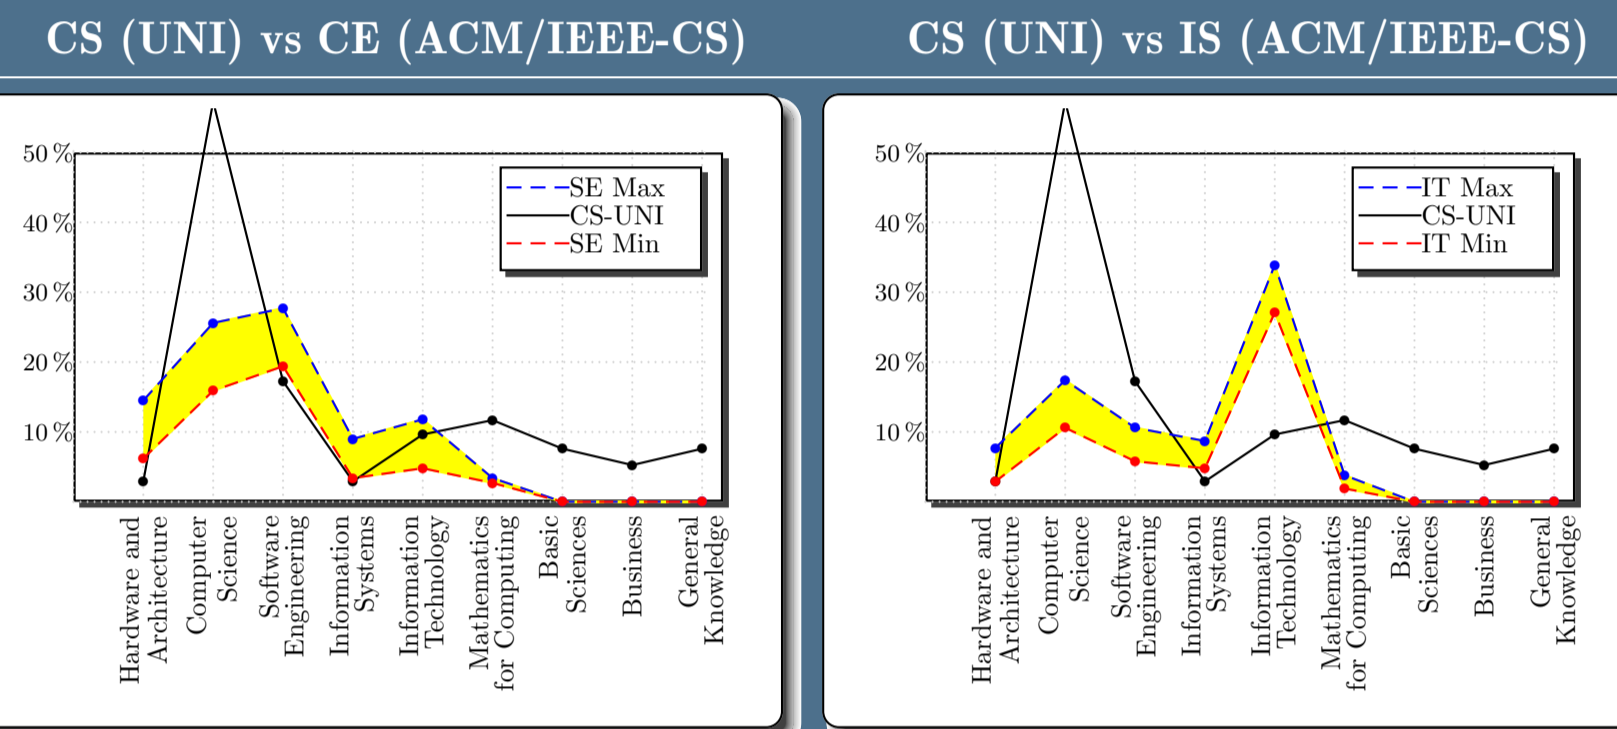 CS (UNI) vs CE (ACM/IEEE-CS)
50 %
40 %
30 %
20 %
10 %
SE Max
CS-UNI
SE Min
Hardware and
Architecture
Computer
Science
Software
Engineering
Information
Systems
Information
Technology
Mathematics
for Computing
Basic
Sciences
Business
General
Knowledge
CS (UNI) vs IS (ACM/IEEE-CS)
50 %
40 %
30 %
20 %
10 %
IT Max
CS-UNI
IT Min
Hardware and
Architecture
Computer
Science
Software
Engineering
Information
Systems
Information
Technology
Mathematics
for Computing
Basic
Sciences
Business
General
Knowledge